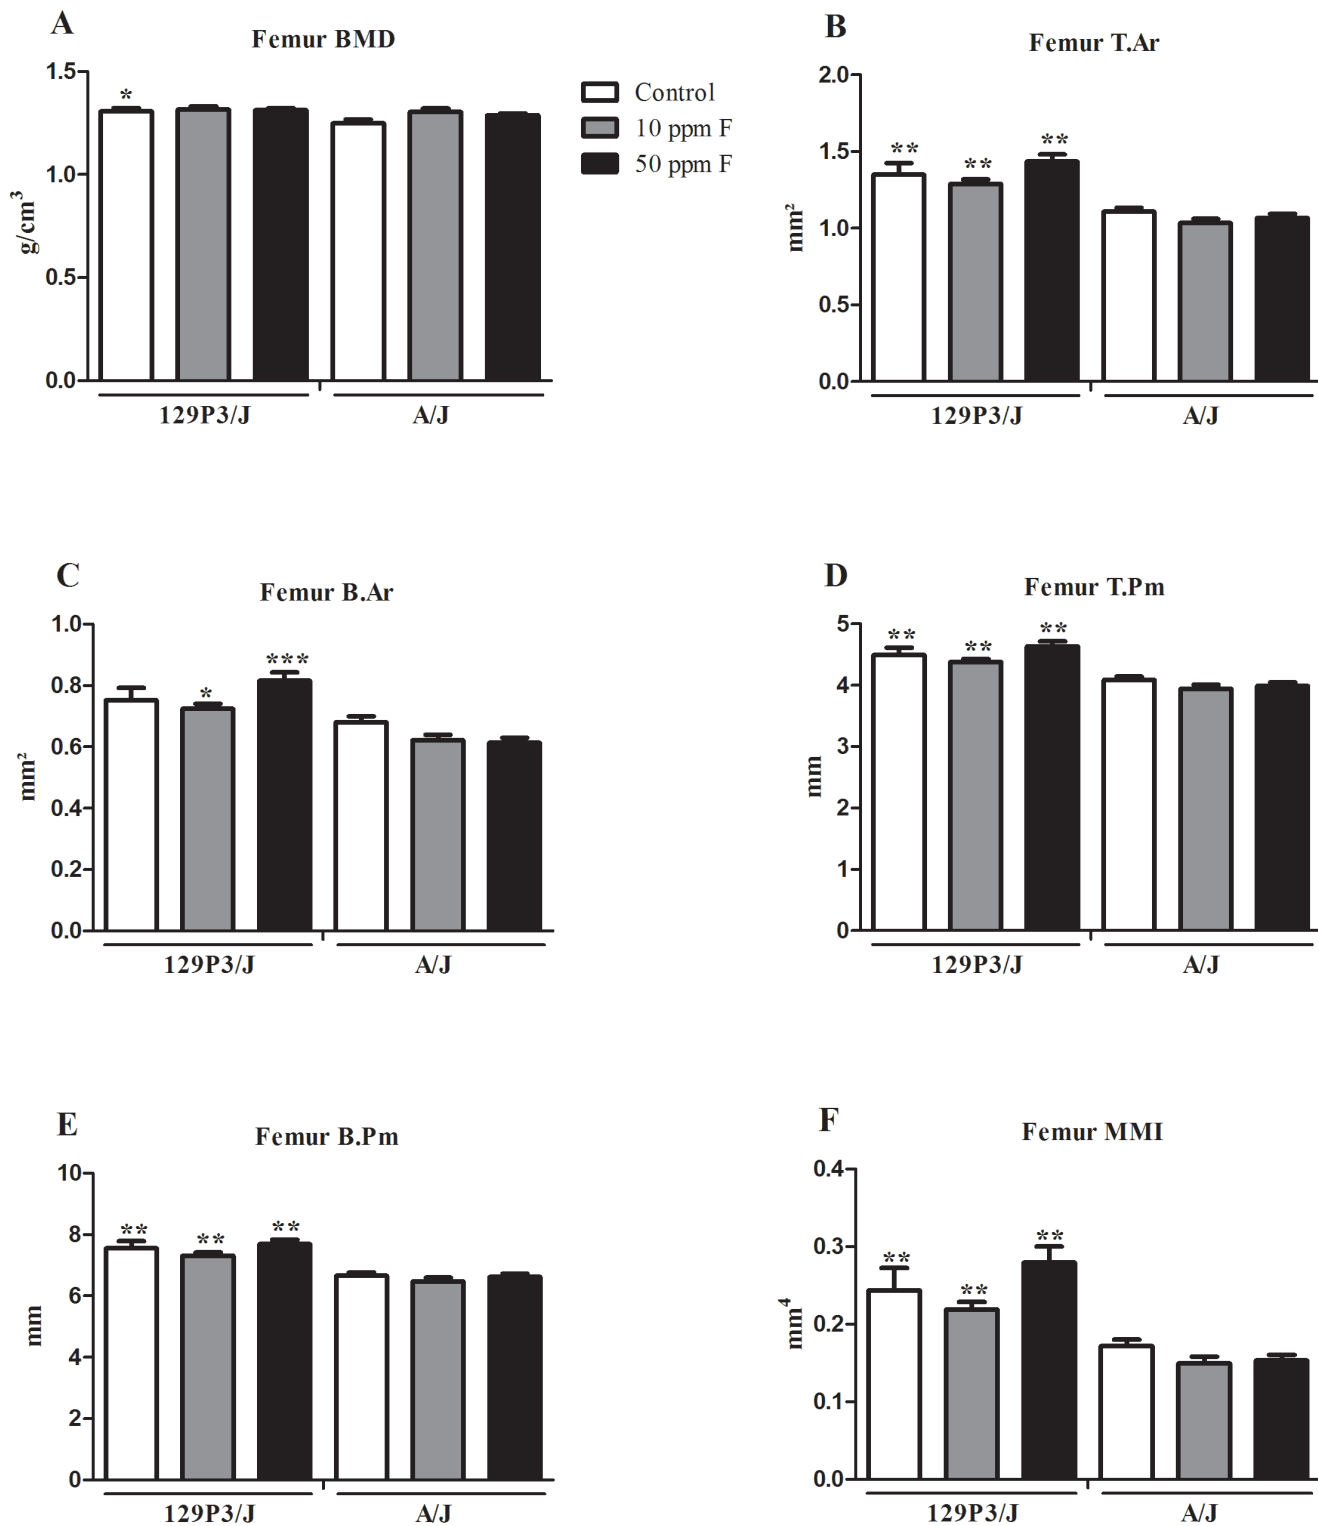 A
Femur BMD
1.5
1.0
0.5
0.0
g/cm³
*
129P3/J
A/J
Control
10 ppm F
50 ppm F
B
Femur T.Ar
2.0
1.5
1.0
0.5
0.0
mm²
** ** **
129P3/J
A/J
C
Femur B.Ar
1.0
0.8
0.6
0.4
0.2
0.0
mm²
* ***
129P3/J
A/J
D
Femur T.Pm
5
4
3
2
1
0
mm
** ** **
129P3/J
A/J
E
Femur B.Pm
10
8
6
4
2
0
mm
** ** **
129P3/J
A/J
F
Femur MMI
0.4
0.3
0.2
0.1
0.0
mm⁴
** ** **
129P3/J
A/J